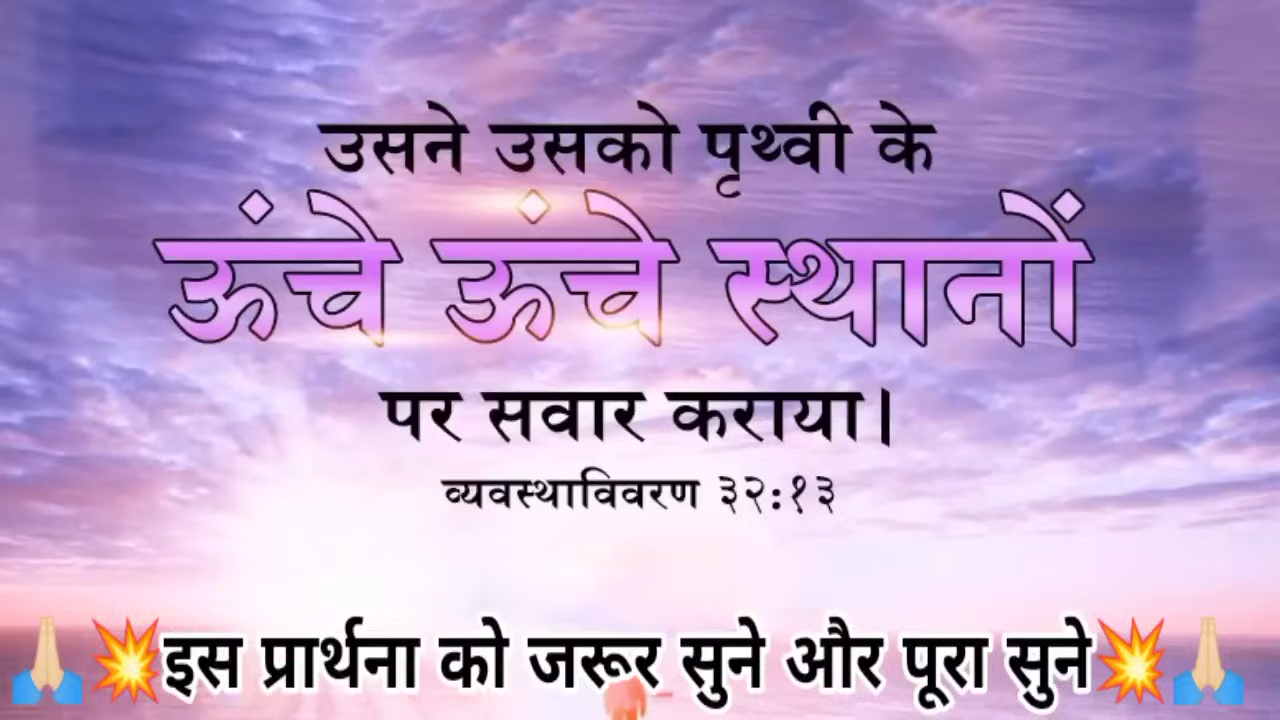 उसने उसको पृथ्वी के
ऊंचे ऊंचे स्थानों
पर सवार कराया।
व्यवस्थाविवरण ३२:१३
🙏🏼💥इस प्रार्थना को जरूर सुने और पूरा सुने💥🙏🏼